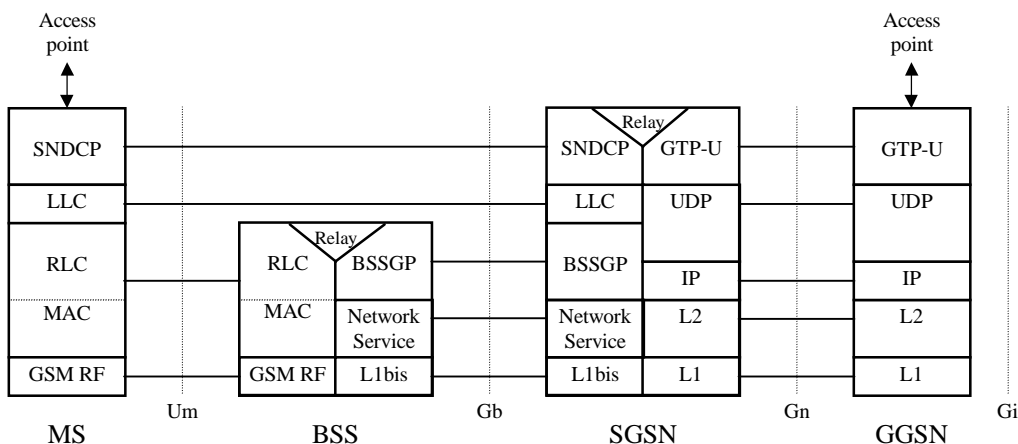 Access
point
Access
point
Relay
SNDCP
SNDCP
GTP-U
GTP-U
LLC
LLC
UDP
UDP
Relay
RLC
RLC
BSSGP
BSSGP
IP
IP
MAC
MAC
Network
Service
Network
Service
L2
L2
GSM RF
GSM RF
L1bis
L1bis
L1
L1
Um
Gb
Gn
Gi
MS
BSS
SGSN
GGSN